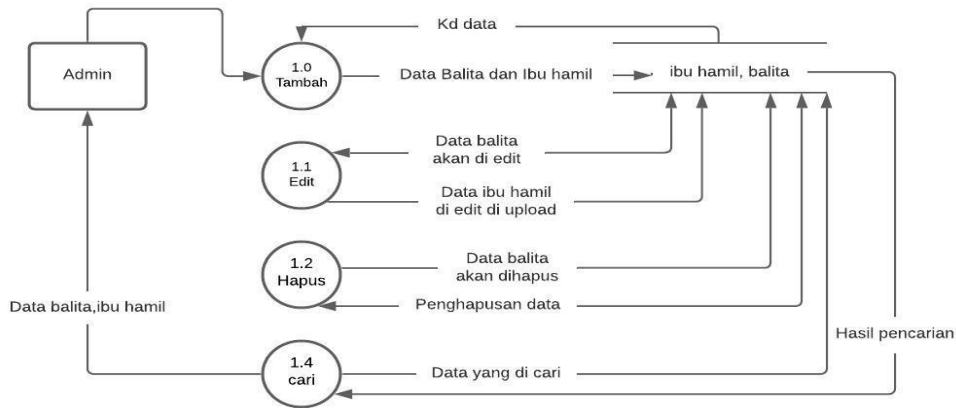 Kd data
Admin
1.0
Tambah
Data Balita dan Ibu hamil
ibu hamil, balita
1.1
Edit
Data balita
akan di edit
Data ibu hamil
di edit di upload
1.2
Hapus
Data balita
akan dihapus
Penghapusan data
Data balita,ibu hamil
Hasil pencarian
1.4
cari
Data yang di cari